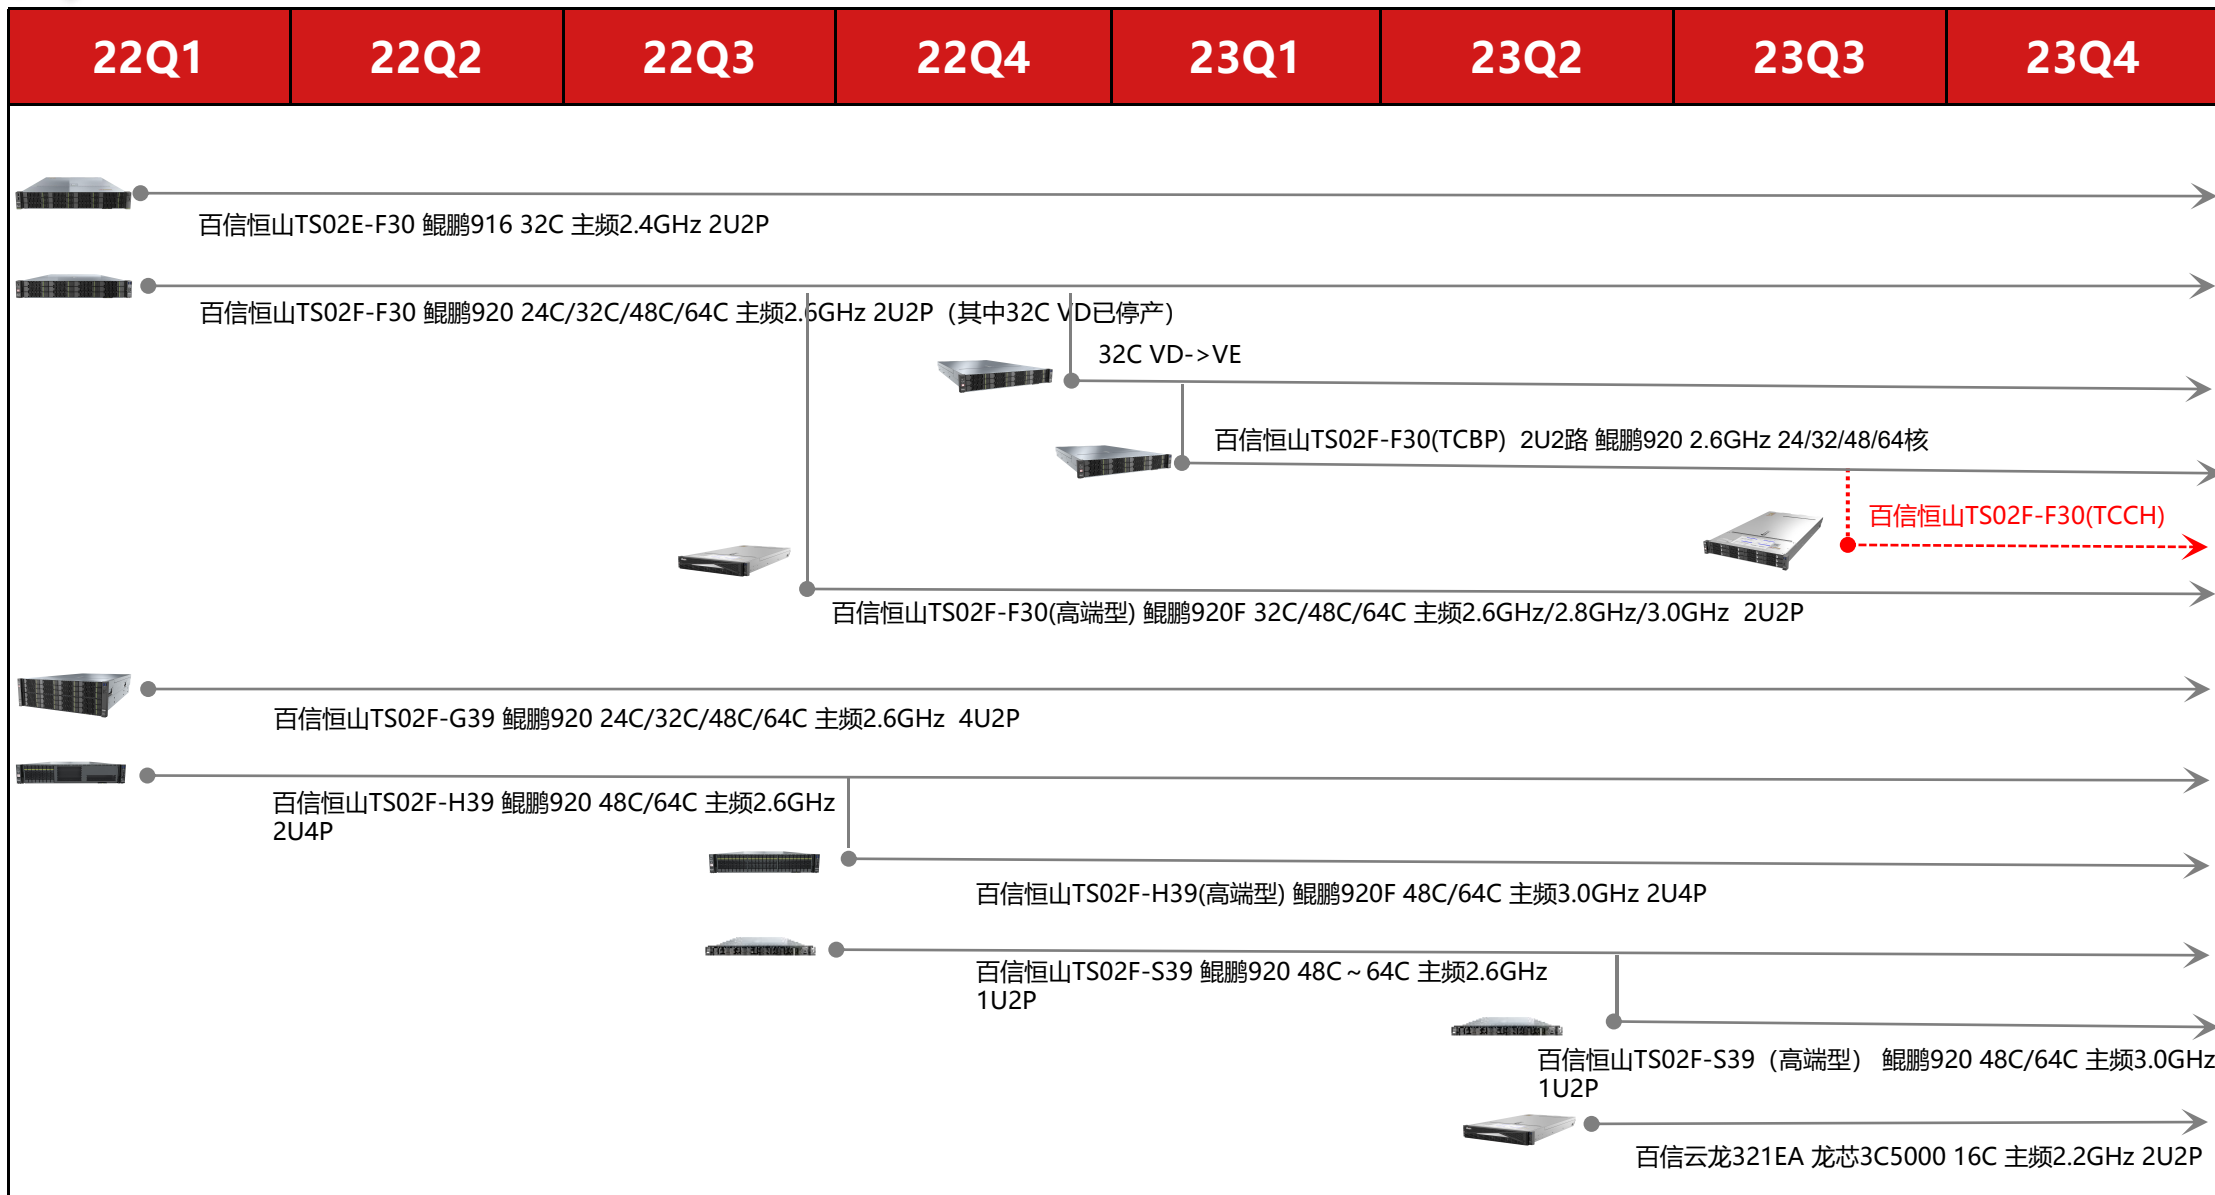 22Q1 22Q2 22Q3 22Q4 23Q1 23Q2 23Q3 23Q4
百信恒山TS02E-F30 鲲鹏916 32C 主频2.4GHz 2U2P
百信恒山TS02F-F30 鲲鹏920 24C/32C/48C/64C 主频2.6GHz 2U2P（其中32C VD已停产）
32C VD->VE
百信恒山TS02F-F30(TCBP) 2U2路 鲲鹏920 2.6GHz 24/32/48/64核
百信恒山TS02F-F30(TCCH)
百信恒山TS02F-F30(高端型) 鲲鹏920F 32C/48C/64C 主频2.6GHz/2.8GHz/3.0GHz 2U2P
百信恒山TS02F-G39 鲲鹏920 24C/32C/48C/64C 主频2.6GHz 4U2P
百信恒山TS02F-H39 鲲鹏920 48C/64C 主频2.6GHz
2U4P
百信恒山TS02F-H39(高端型) 鲲鹏920F 48C/64C 主频3.0GHz 2U4P
百信恒山TS02F-S39 鲲鹏920 48C～64C 主频2.6GHz
1U2P
百信恒山TS02F-S39（高端型） 鲲鹏920 48C/64C 主频3.0GHz
1U2P
百信云龙321EA 龙芯3C5000 16C 主频2.2GHz 2U2P